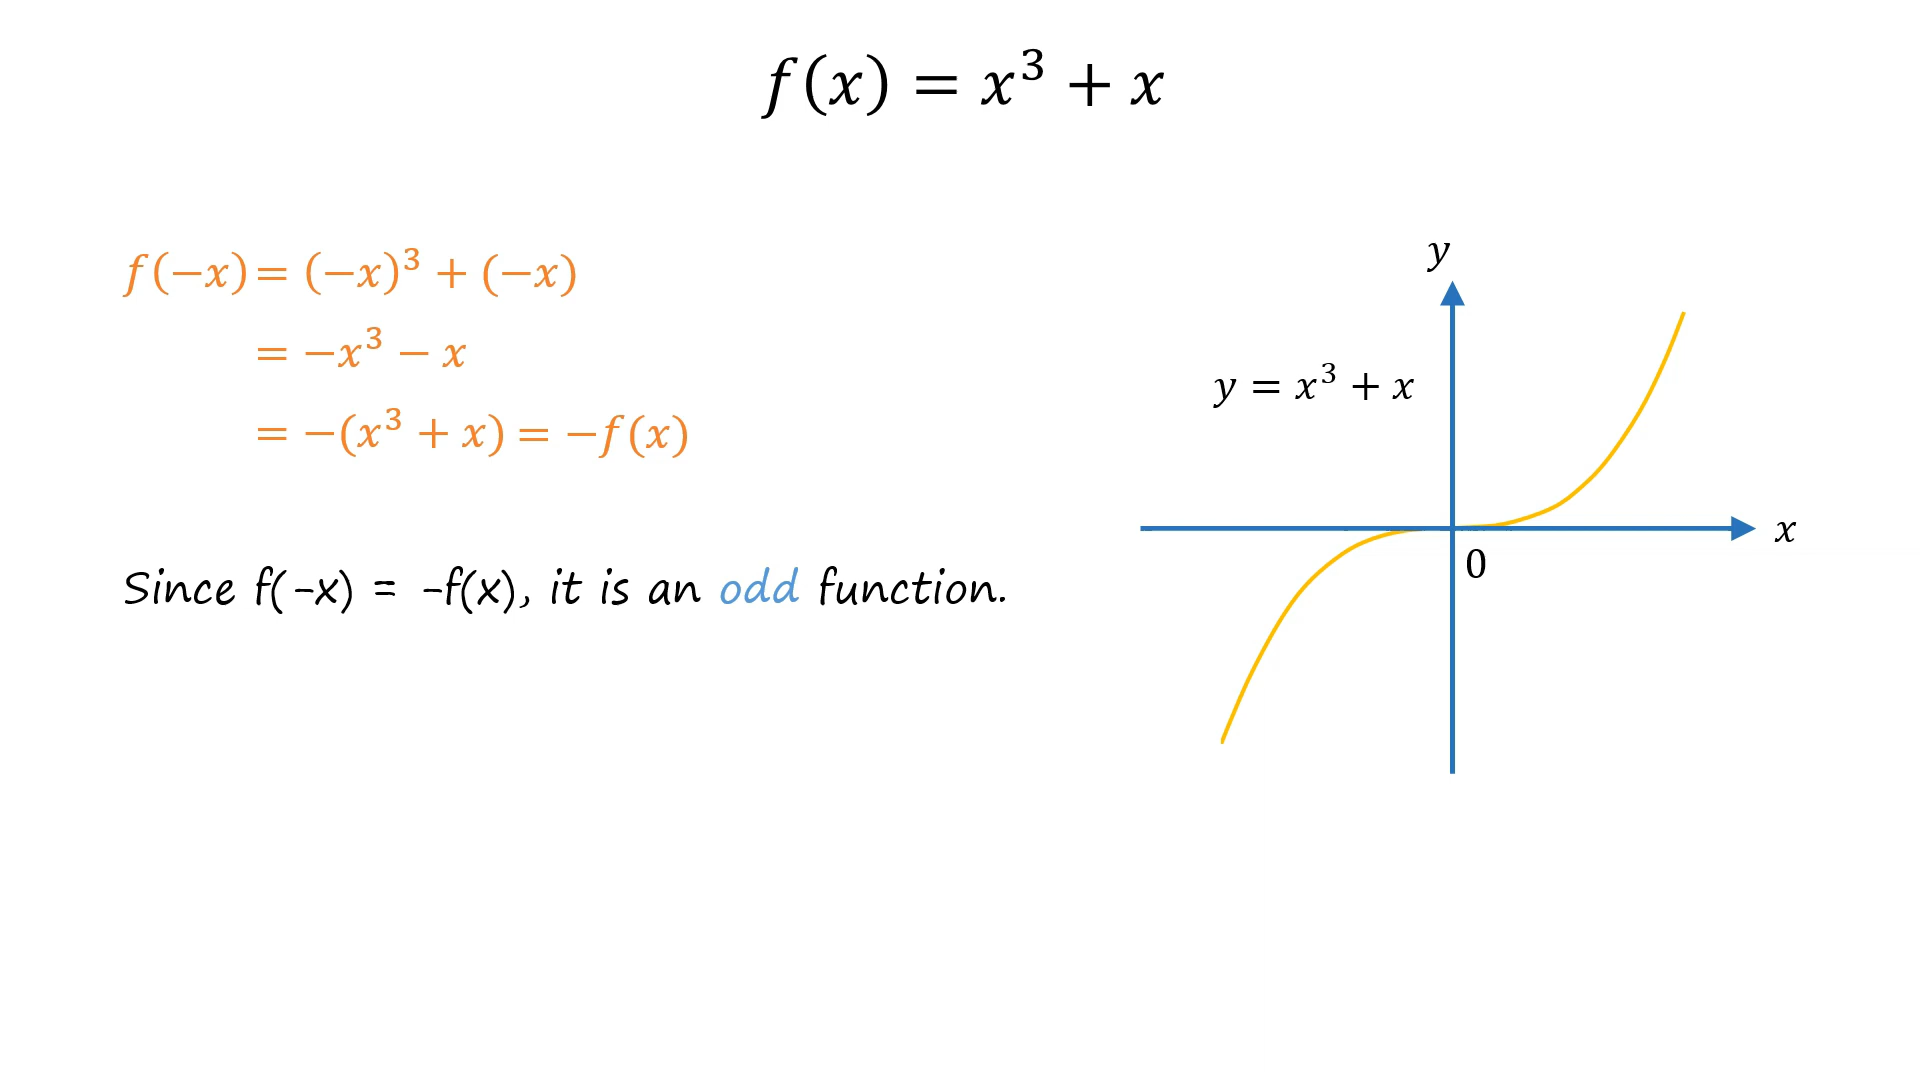 f(x) = x³ + x
f(−x) = (−x)³ + (−x)
= −x³ − x
= −(x³ + x) = −f(x)
Since f(-x) = -f(x), it is an odd function.
y
y = x³ + x
x
0